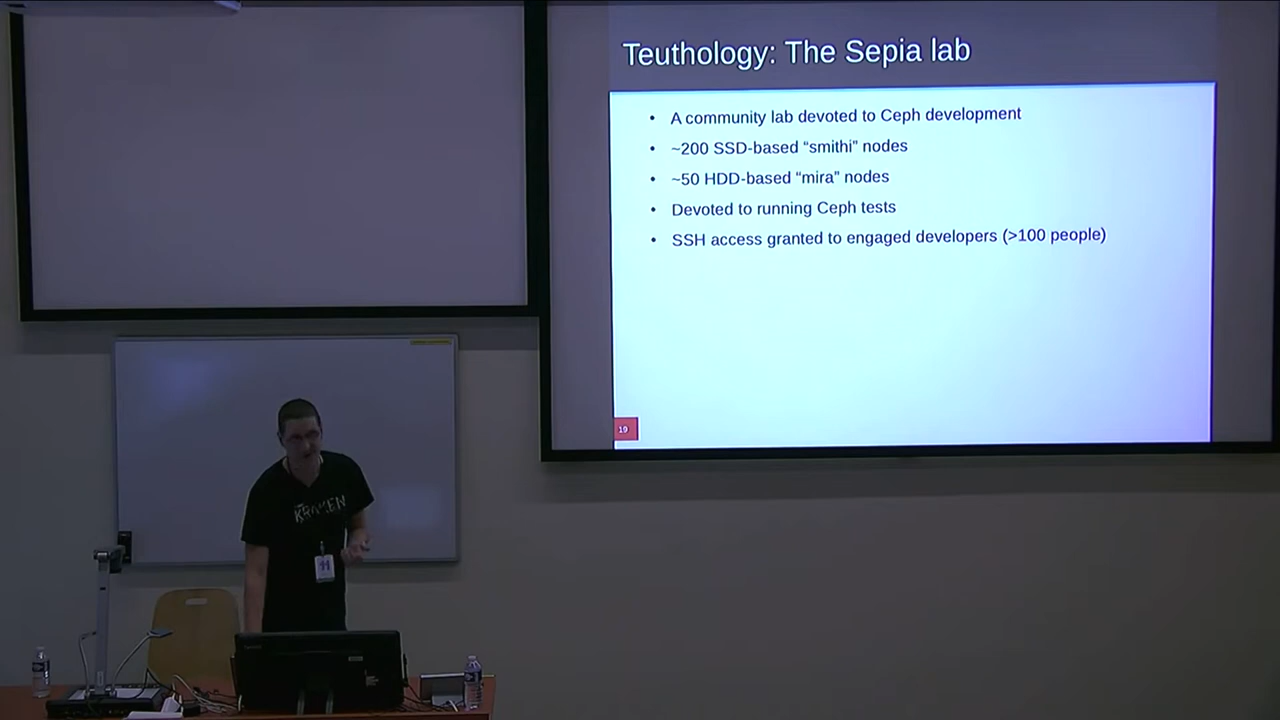 Teuthology: The Sepia lab
• A community lab devoted to Ceph development
• ~200 SSD-based “smithi” nodes
• ~50 HDD-based “mira” nodes
• Devoted to running Ceph tests
• SSH access granted to engaged developers (>100 people)
19
KRAKEN